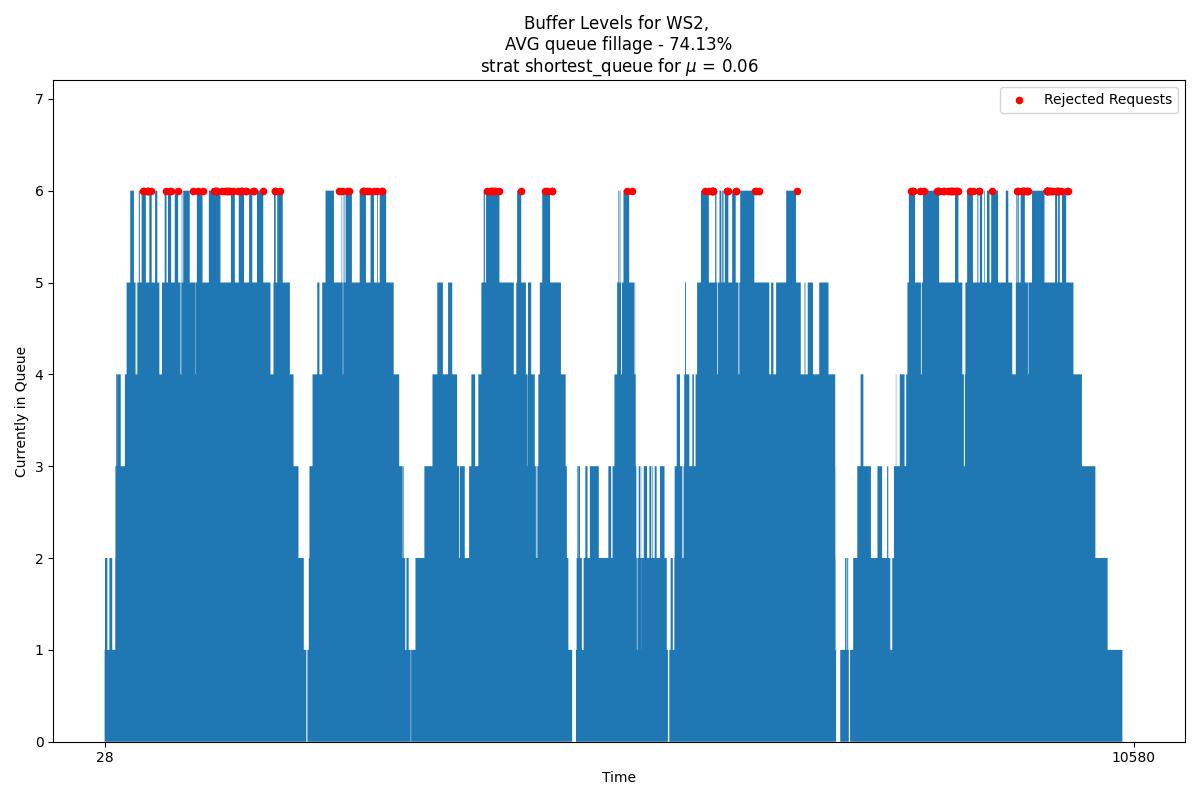 Buffer Levels for WS2,
AVG queue fillage - 74.13%
strat shortest_queue for μ = 0.06
Rejected Requests
7
6
5
4
3
2
1
0
Currently in Queue
28
10580
Time